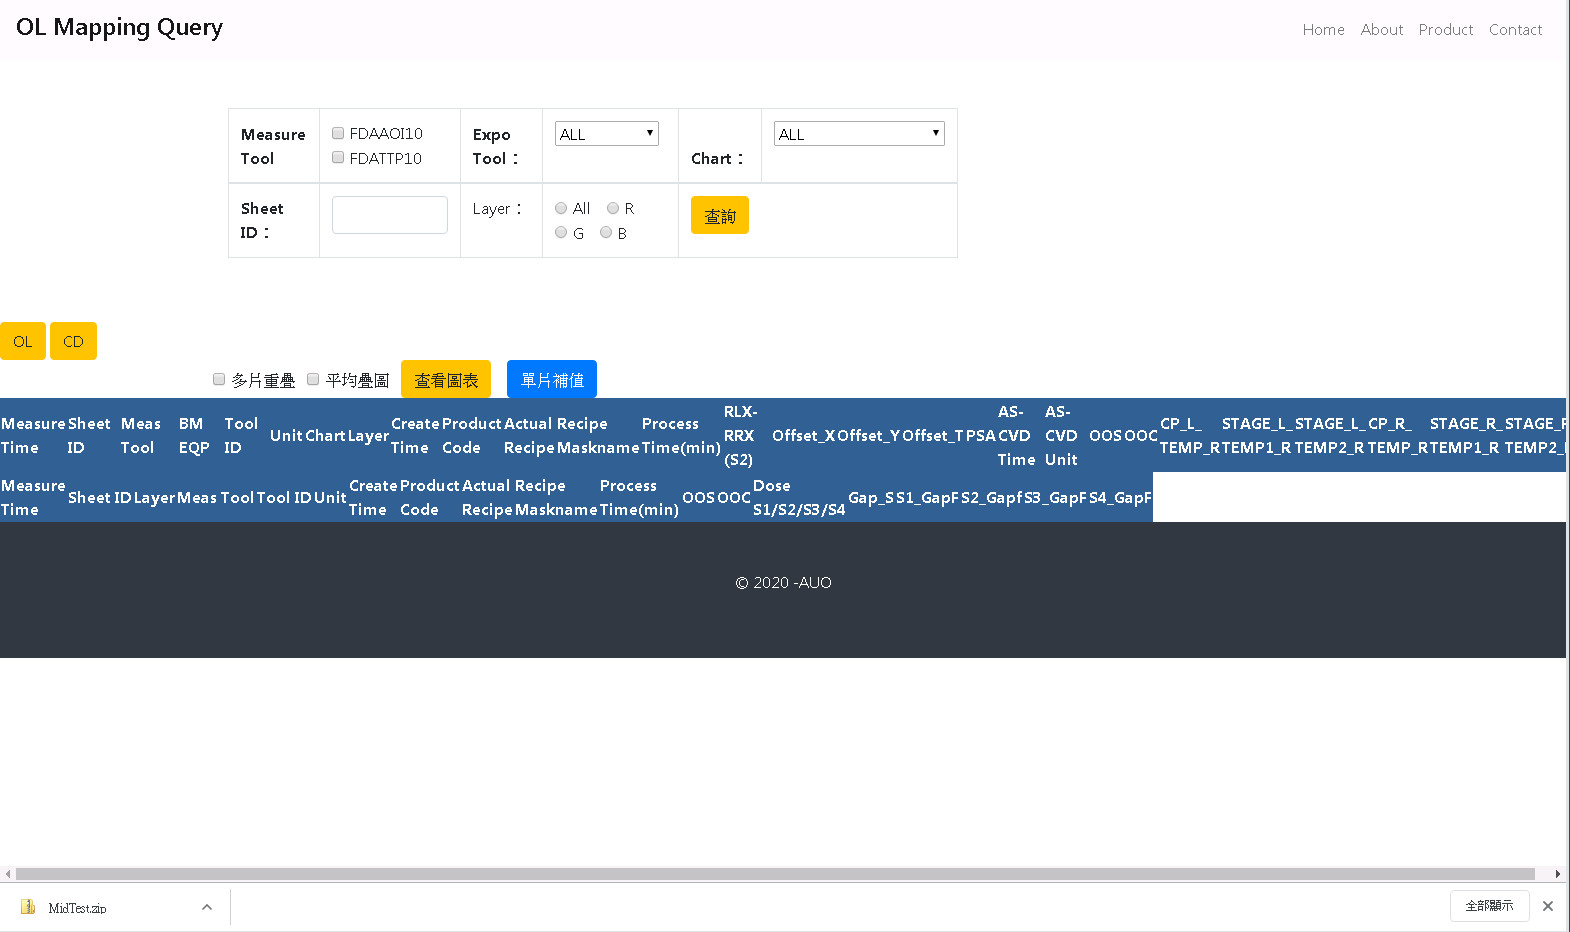 OL Mapping Query
Home About Product Contact
Measure Tool
FDAAOI10
FDATTP10
Expo Tool：
ALL
Chart：
ALL
Sheet ID：
Layer：
All R
G B
查詢
OL CD
多片重疊 平均疊圖 查看圖表 單片補值
Measure Time Sheet ID Meas Tool BM EQP Tool ID Unit Chart Layer Create Time Product Code Actual Recipe Recipe Maskname Process Time(min) RLX-RRX (S2) Offset_X Offset_Y Offset_T PSA AS-CVD Time AS-CVD Unit OOS OOC CP_L_TEMP_R STAGE_L_TEMP1_R STAGE_L_TEMP2_R CP_R_TEMP_R STAGE_R_TEMP1_R STAGE_R TEMP2_
Measure Time Sheet ID Layer Meas Tool Tool ID Unit Create Time Product Code Actual Recipe Recipe Maskname Process Time(min) OOS OOC Dose S1/S2/S3/S4 Gap_S S1_GapF S2_Gapf S3_GapF S4_GapF
© 2020 -AUO
MidTest.zip
全部顯示